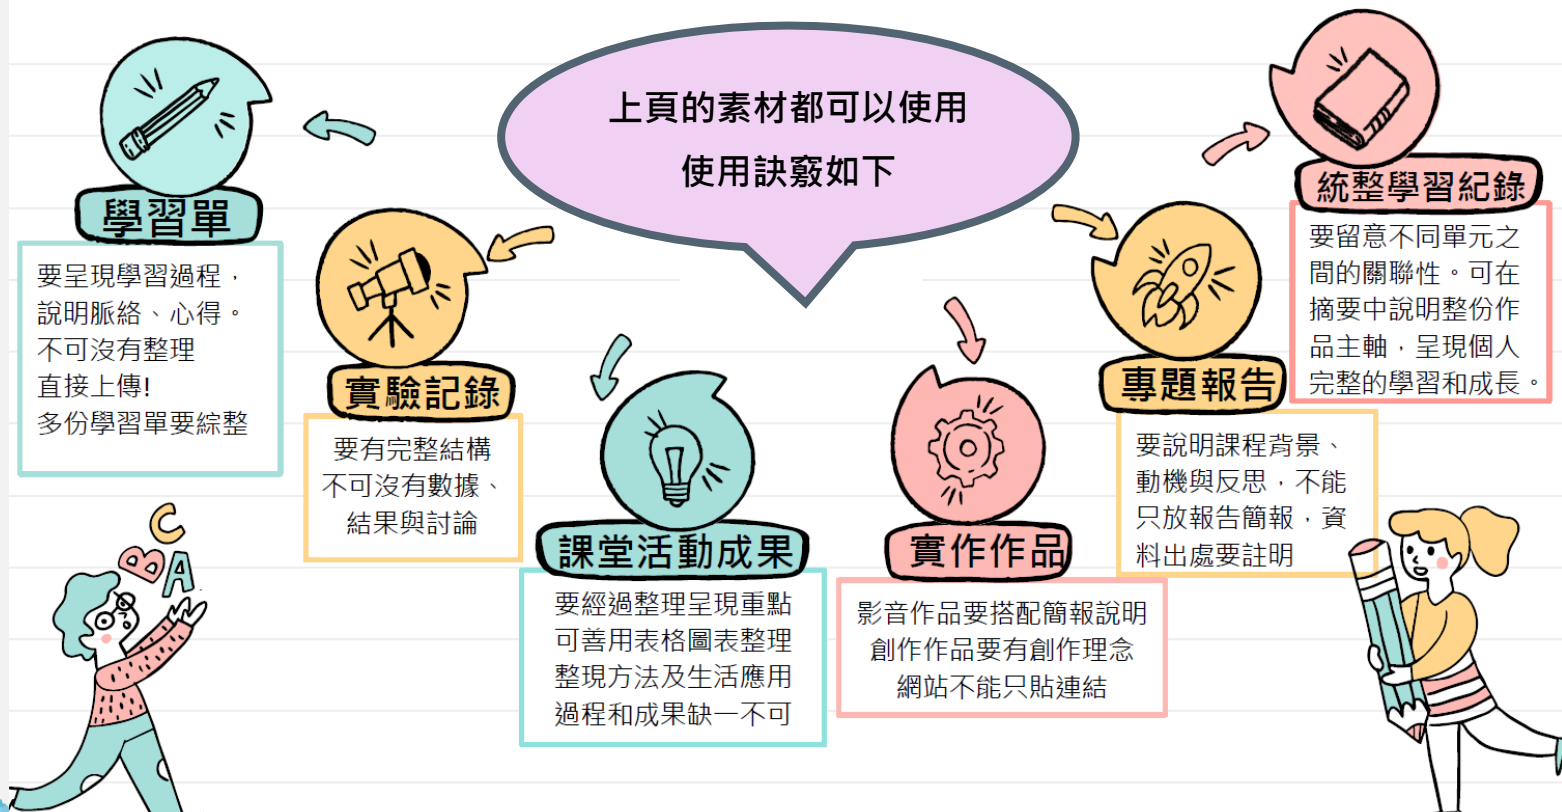 上頁的素材都可以使用
使用訣竅如下
學習單
要呈現學習過程，
說明脈絡、心得。
不可沒有整理
直接上傳!
多份學習單要綜整
實驗記錄
要有完整結構
不可沒有數據、
結果與討論
課堂活動成果
要經過整理呈現重點
可善用表格圖表整理
整現方法及生活應用
過程和成果缺一不可
實作作品
影音作品要搭配簡報說明
創作作品要有創作理念
網站不能只貼連結
專題報告
要說明課程背景、
動機與反思，不能
只放報告簡報，資
料出處要註明
統整學習紀錄
要留意不同單元之
間的關聯性。可在
摘要中說明整份作
品主軸，呈現個人
完整的學習和成長。
C
B
A